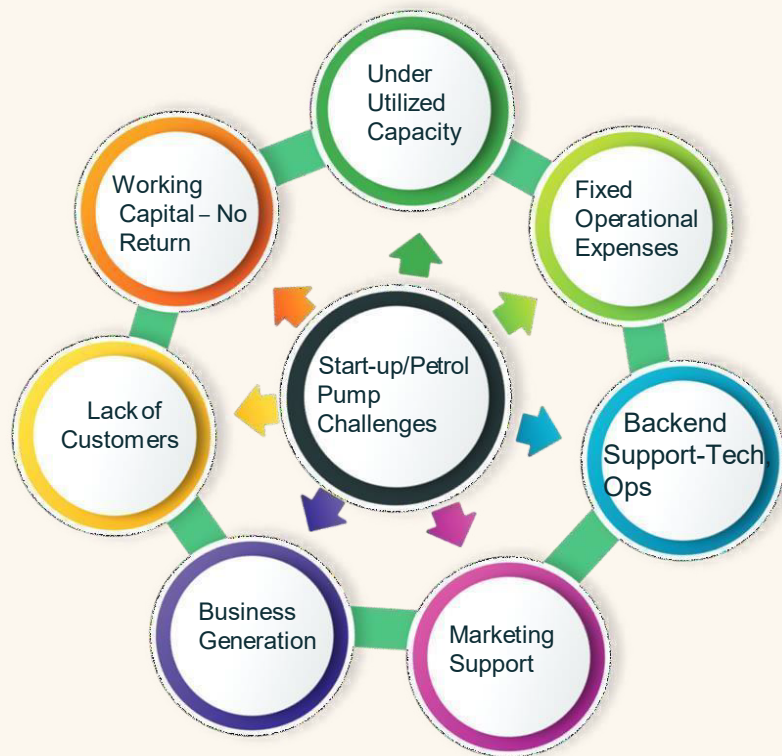 Under
Utilized
Capacity
Fixed
Operational
Expenses
Backend
Support-Tech,
Ops
Marketing
Support
Business
Generation
Lack of
Customers
Working
Capital – No
Return
Start-up/Petrol
Pump
Challenges